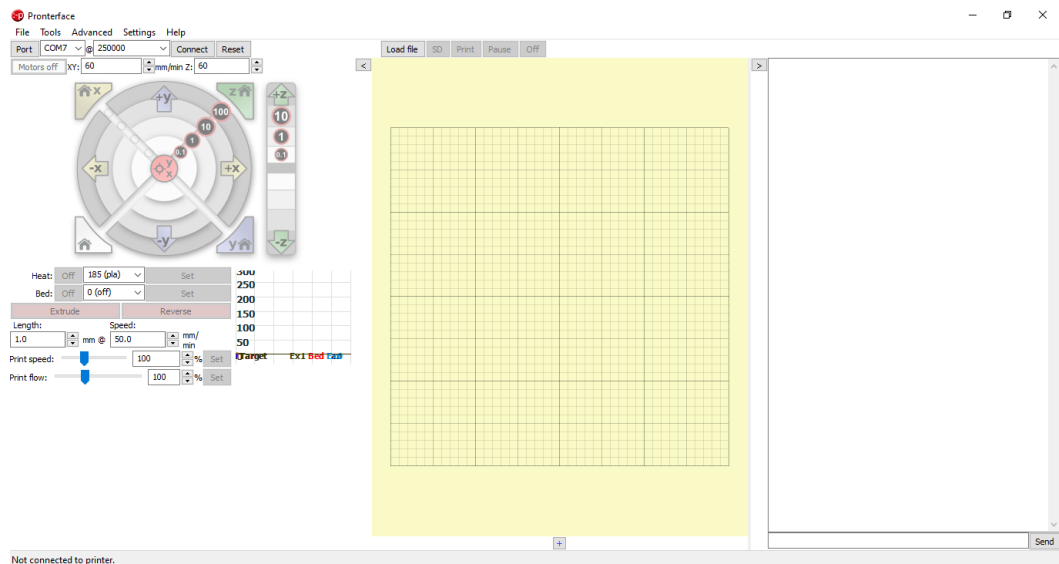 Pronterface
File Tools Advanced Settings Help
Port COM7 @ 250000 Connect Reset
Load file SD Print Pause Off
Motors off XY: 60 mm/min Z: 60
<
>
x
+y
z
+z
100
10
1
0.1
10
1
0.1
-x
y
x
+x
-y
y
-z
Heat: Off 185 (pla) Set
Bed: Off 0 (off) Set
300
250
200
150
100
50
Extrude Reverse
Length: Speed:
1.0 mm @ 50.0 mm/
min
Target Ex1 Bed
Print speed: 100 % Set
Print flow: 100 % Set
+
Send
Not connected to printer.